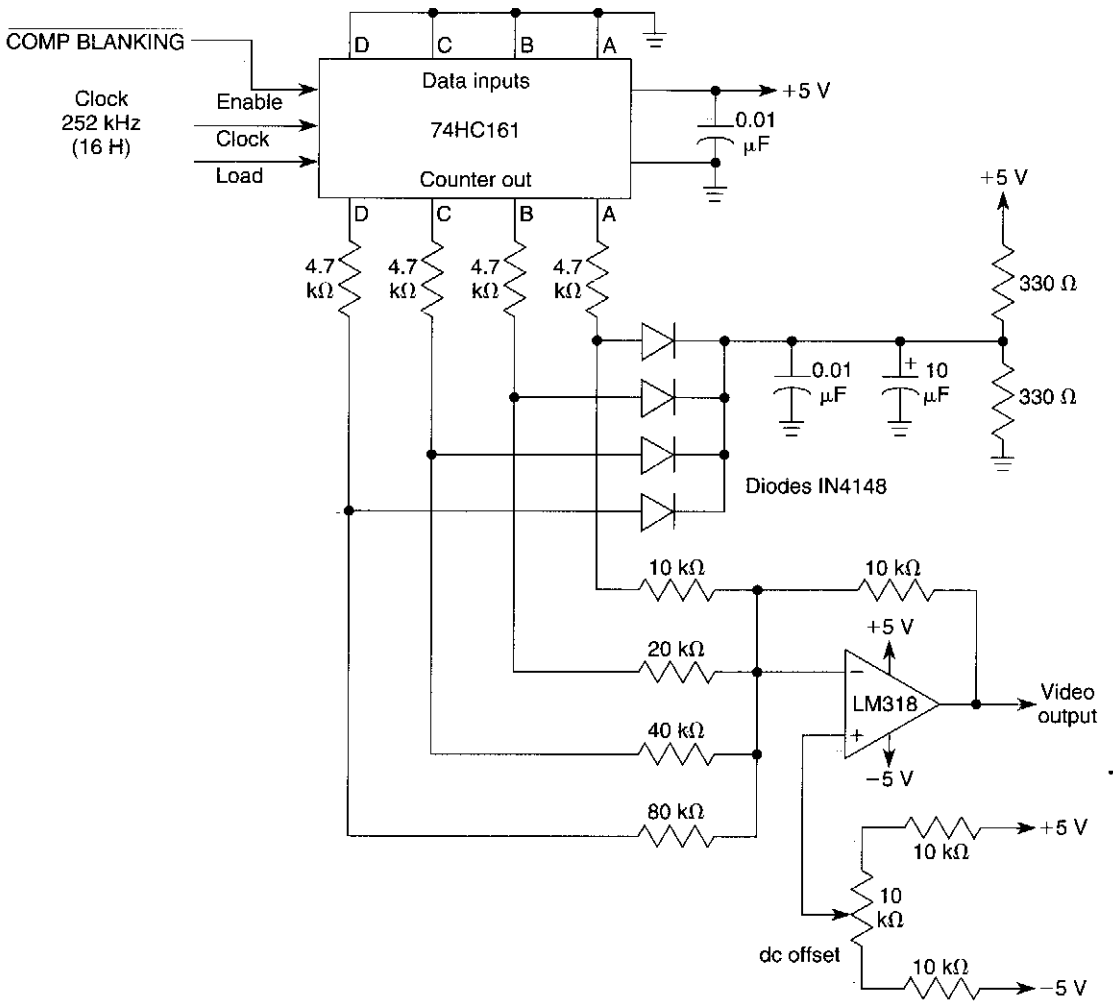 D C B A
COMP BLANKING
Data inputs
Clock
252 kHz
(16 H)
Enable
Clock
Load
74HC161
Counter out
+5 V
0.01
µF
D C B A
4.7
kΩ
4.7
kΩ
4.7
kΩ
4.7
kΩ
+5 V
330 Ω
330 Ω
0.01
µF
+
10
µF
Diodes IN4148
10 kΩ
10 kΩ
20 kΩ
40 kΩ
80 kΩ
+5 V
−
LM318
+
−5 V
Video
output
+5 V
10 kΩ
10
kΩ
dc offset
10 kΩ
−5 V